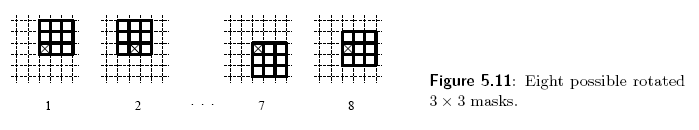 1 2 . . . 7 8
Figure 5.11: Eight possible rotated
3 × 3 masks.